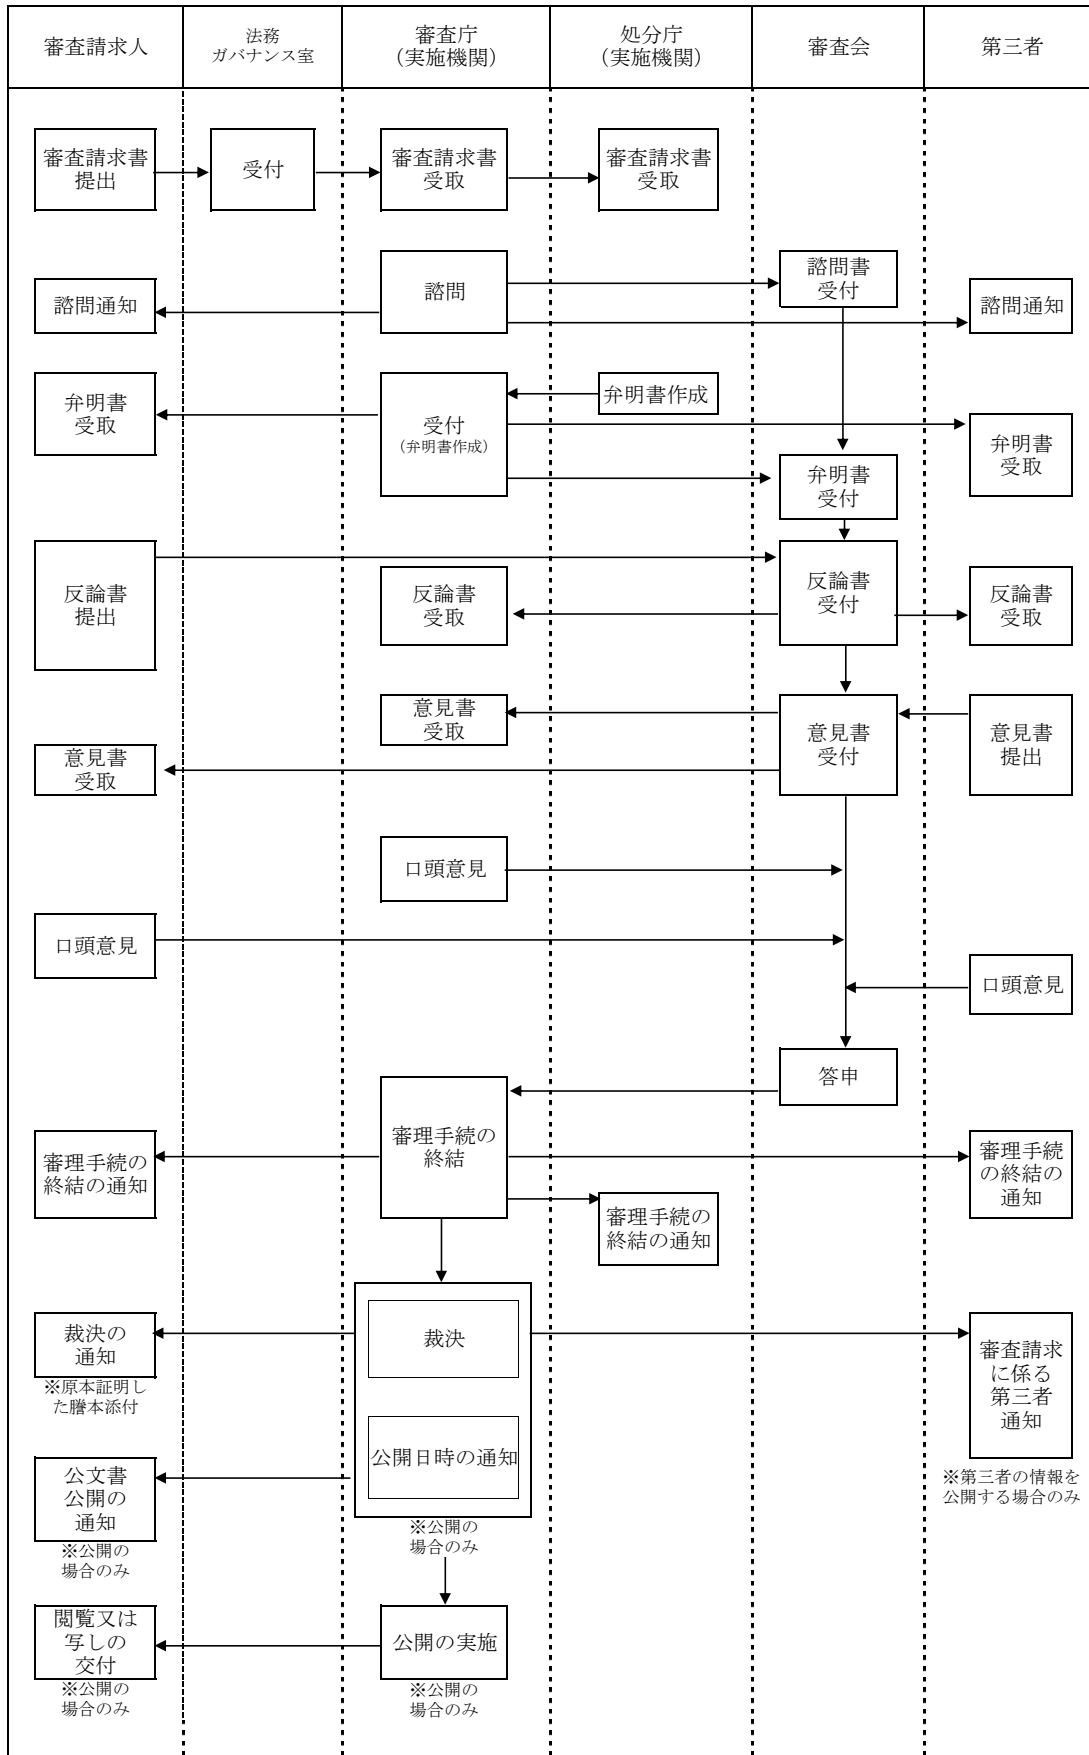 審査請求人
法務
ガバナンス室
審査庁
（実施機関）
処分庁
（実施機関）
審査会
第三者
審査請求書
提出
受付
審査請求書
受取
審査請求書
受取
諮問通知
諮問
諮問書
受付
諮問通知
弁明書
受取
受付
（弁明書作成）
弁明書作成
弁明書
受付
弁明書
受取
反論書
提出
反論書
受取
反論書
受付
反論書
受取
意見書
受取
意見書
受取
意見書
受付
意見書
提出
口頭意見
口頭意見
口頭意見
答申
審理手続の
終結
審理手続の
終結の通知
審理手続の
終結の通知
審理手続
の終結の
通知
裁決の
通知
※原本証明し
た謄本添付
裁決
審査請求
に係る
第三者
通知
※第三者の情報を
公開する場合のみ
公文書
公開の
通知
※公開の
場合のみ
公開日時の通知
※公開の
場合のみ
閲覧又は
写しの
交付
※公開の
場合のみ
公開の実施
※公開の
場合のみ